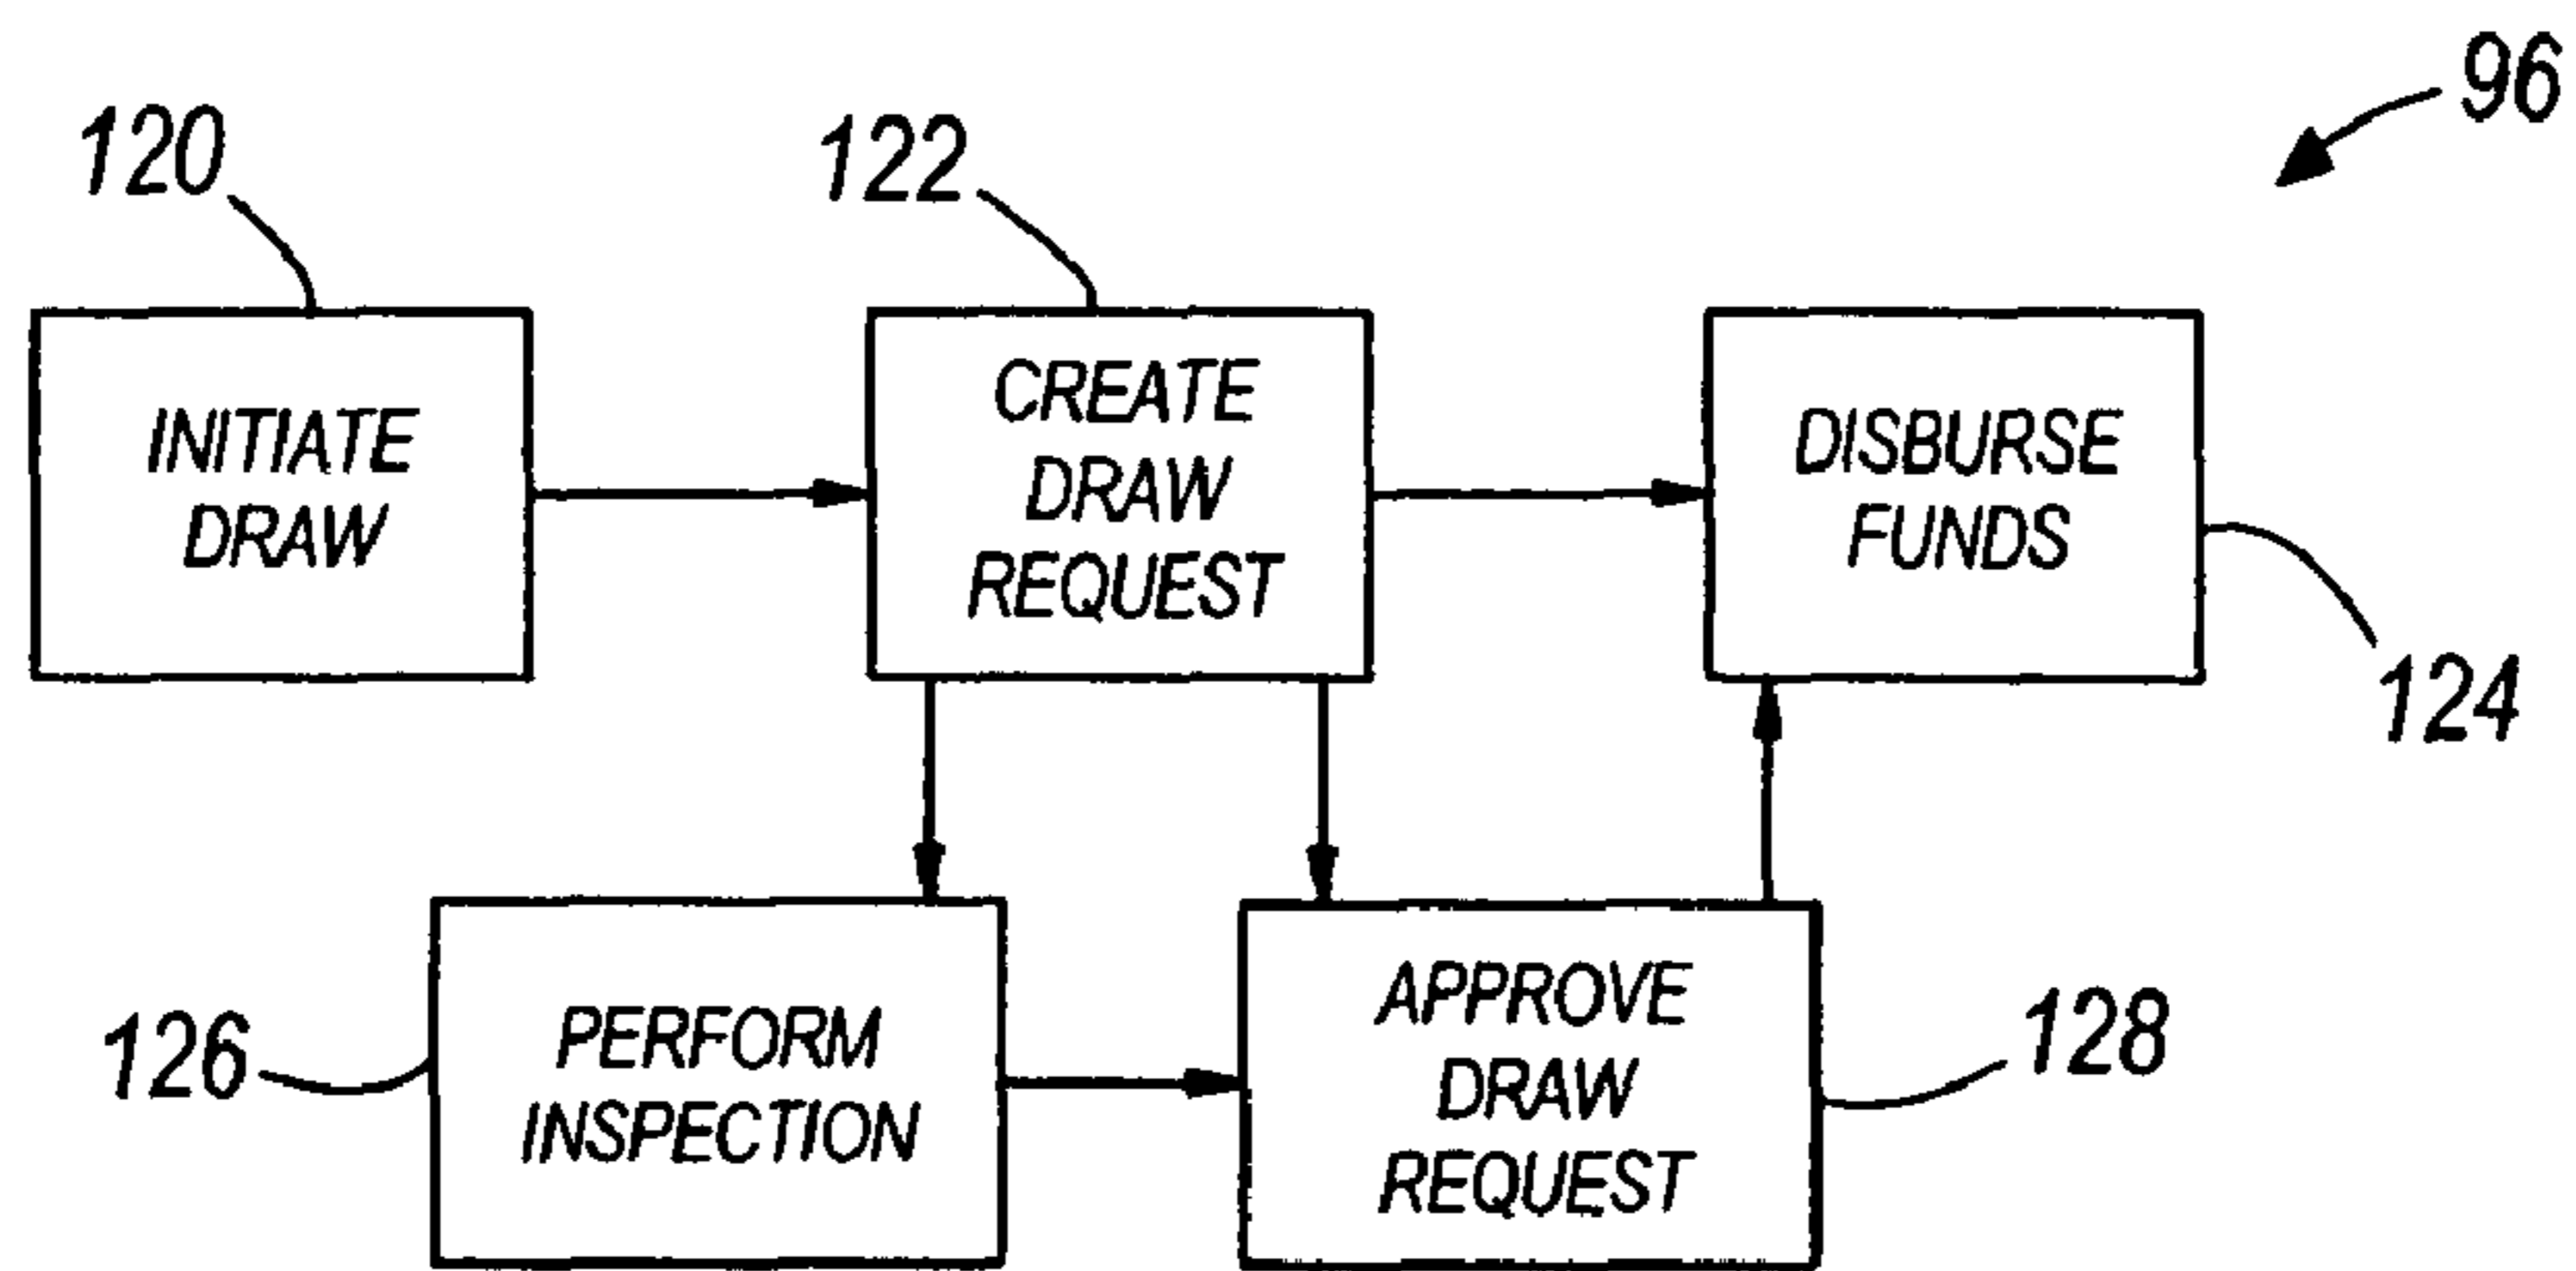 96
120
122
INITIATE
DRAW
CREATE
DRAW
REQUEST
DISBURSE
FUNDS
124
126
PERFORM
INSPECTION
APPROVE
DRAW
REQUEST
128